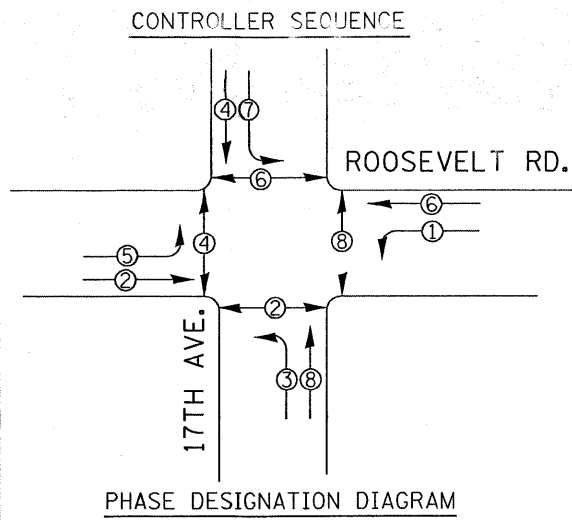 CONTROLLER SEQUENCE
4 7
ROOSEVELT RD.
6
6
1
5
4
8
2
2
17TH AVE.
3 8
PHASE DESIGNATION DIAGRAM